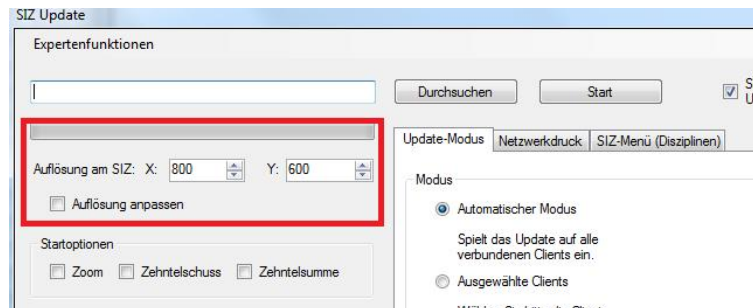 SIZ Update
Expertenfunktionen
Durchsuchen
Start
Auflösung am SIZ: X: 800 Y: 600
Auflösung anpassen
Startoptionen
Zoom Zehntelschuss Zehntelsumme
Update-Modus Netzwerkdruck SIZ-Menü (Disziplinen)
Modus
Automatischer Modus
Spielt das Update auf alle
verbundenen Clients ein.
Ausgewählte Clients